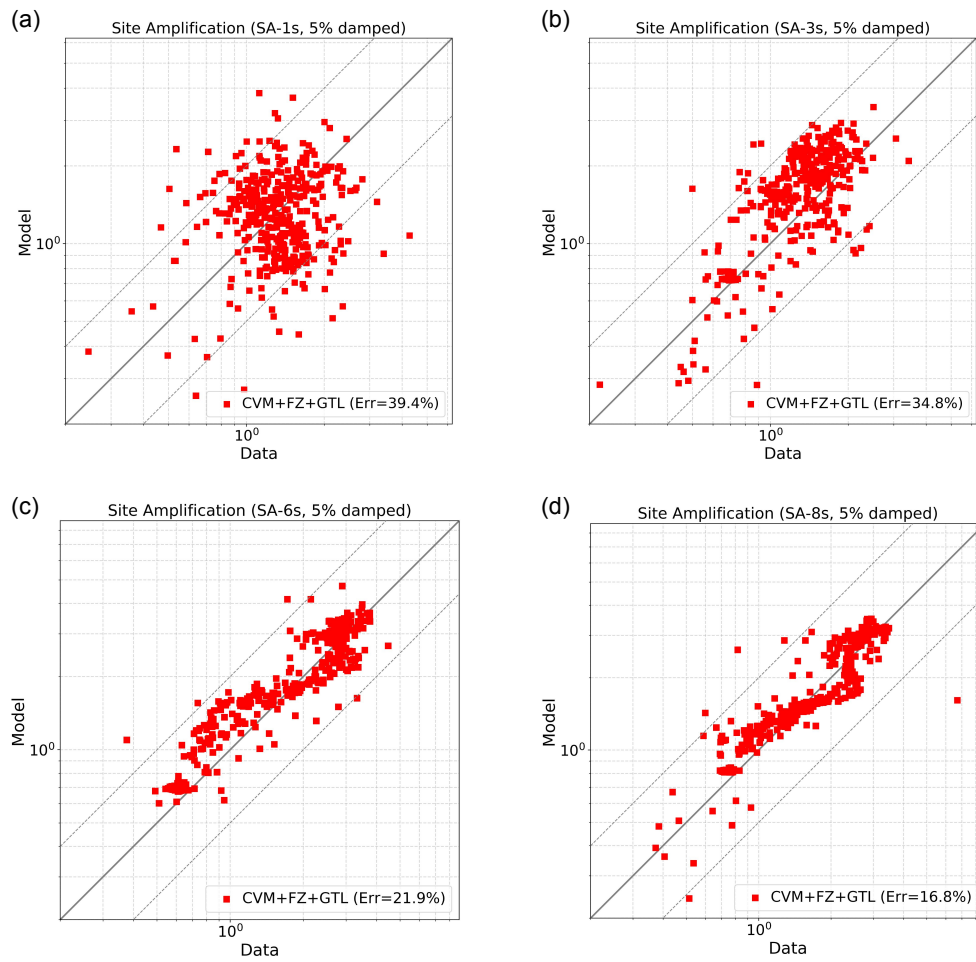 (a)
Site Amplification (SA-1s, 5% damped)
Model
10⁰
CVM+FZ+GTL (Err=39.4%)
10⁰
Data
(b)
Site Amplification (SA-3s, 5% damped)
Model
10⁰
CVM+FZ+GTL (Err=34.8%)
10⁰
Data
(c)
Site Amplification (SA-6s, 5% damped)
Model
10⁰
CVM+FZ+GTL (Err=21.9%)
10⁰
Data
(d)
Site Amplification (SA-8s, 5% damped)
Model
10⁰
CVM+FZ+GTL (Err=16.8%)
10⁰
Data